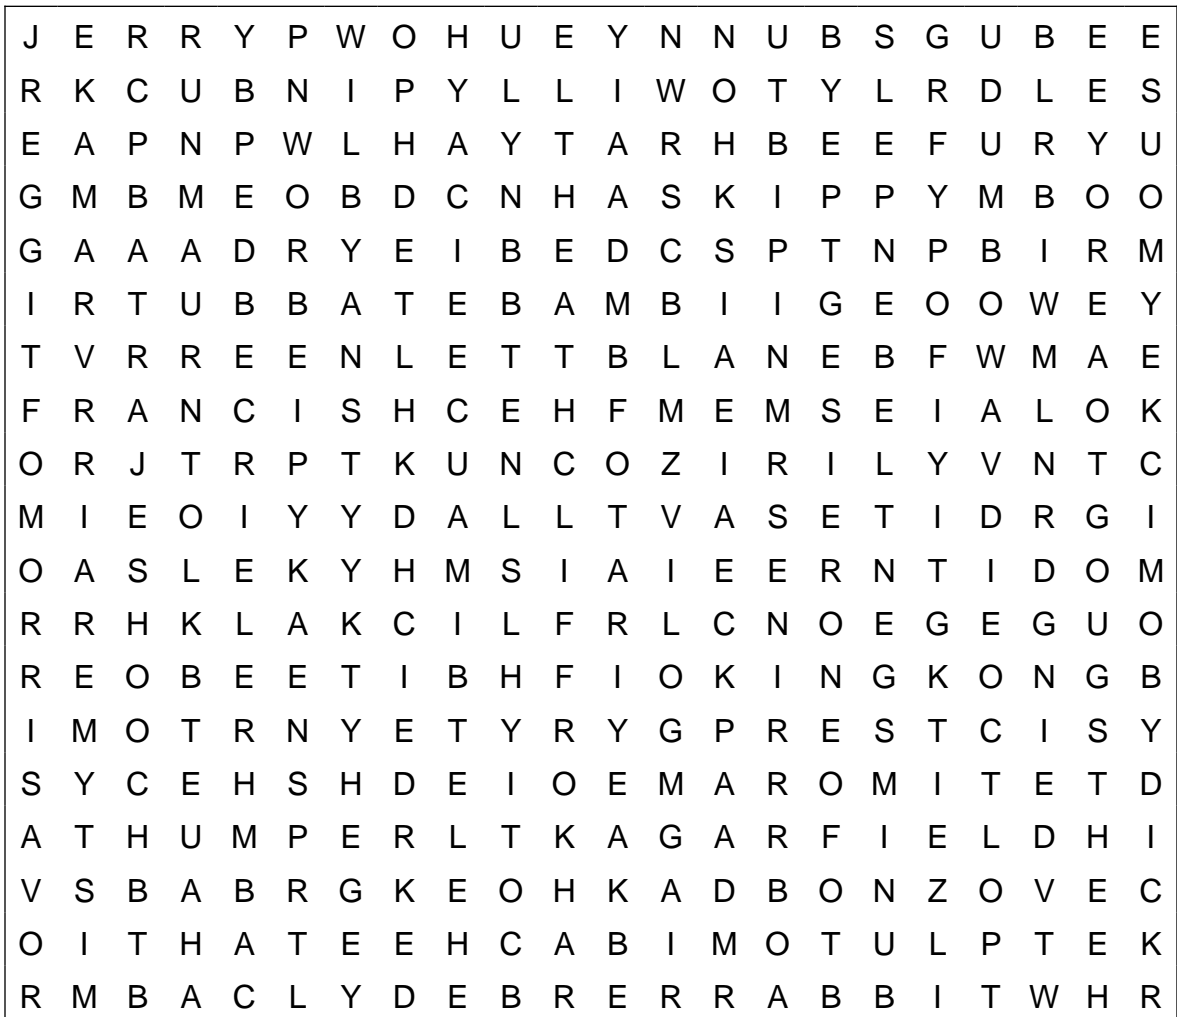 J E R R Y P W O H U E Y N N U B S G U B E E
R K C U B N I P Y L L I W O T Y L R D L E S
E A P N P W L H A Y T A R H B E E F U R Y U
G M B M E O B D C N H A S K I P P Y M B O O
G A A A D R Y E I B E D C S P T N P B I R M
I R T U B B A T E B A M B I I G E O O W E Y
T V R R E E N L E T T B L A N E B F W M A E
F R A N C I S H C E H F M E M S E I A L O K
O R J T R P T K U N C O Z I R I L Y V N T C
M I E O I Y Y D A L L T V A S E T I D R G I
O A S L E K Y H M S I A I E E R N T I D O M
R R H K L A K C I L F R L C N O E G E G U O
R E O B E E T I B H F I O K I N G K O N G B
I M O T R N Y E T Y R Y G P R E S T C I S Y
S Y C E H S H D E I O E M A R O M I T E T D
A T H U M P E R L T K A G A R F I E L D H I
V S B A B R G K E O H K A D B O N Z O V E C
O I T H A T E E H C A B I M O T U L P T E K
R M B A C L Y D E B R E R R A B B I T W H R